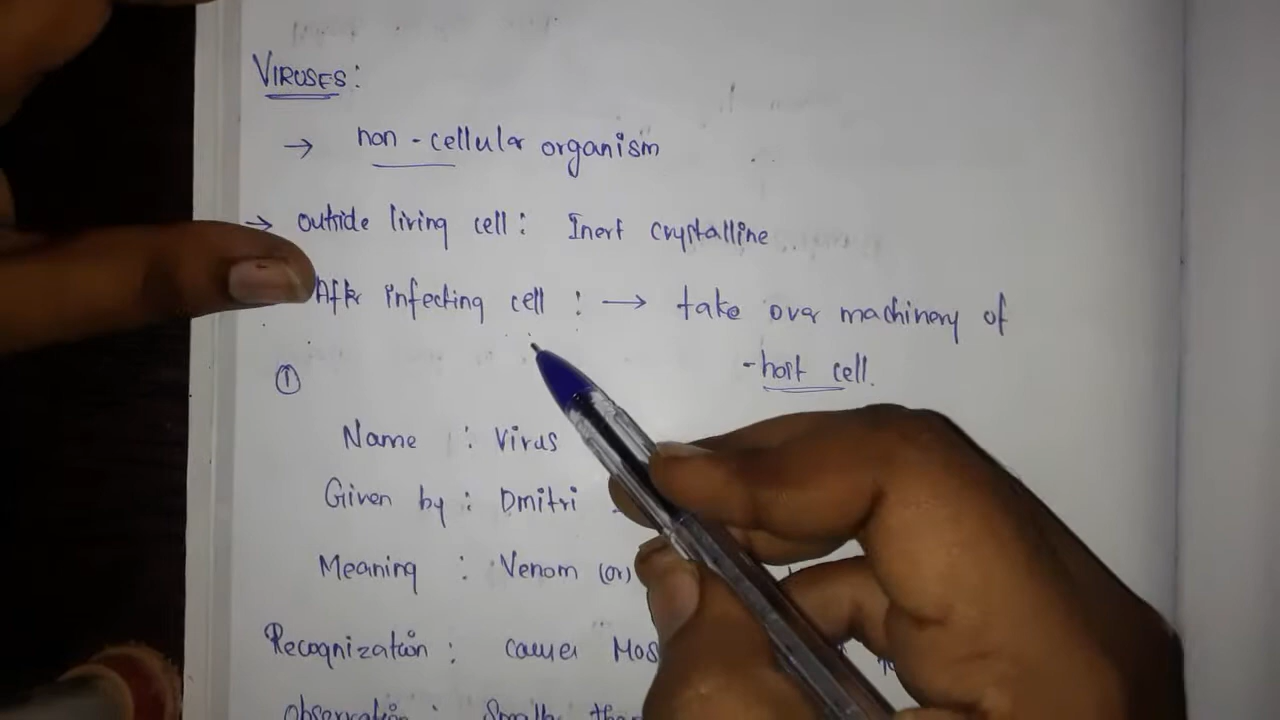 VIRUSES:
→ non-cellular organism
→ outside living cell: Inert crystalline
After infecting cell : → take over machinery of
-host cell.
①
Name : Virus
Given by : Dmitri
Meaning : Venom (or)
Recognization : causes
Observation :